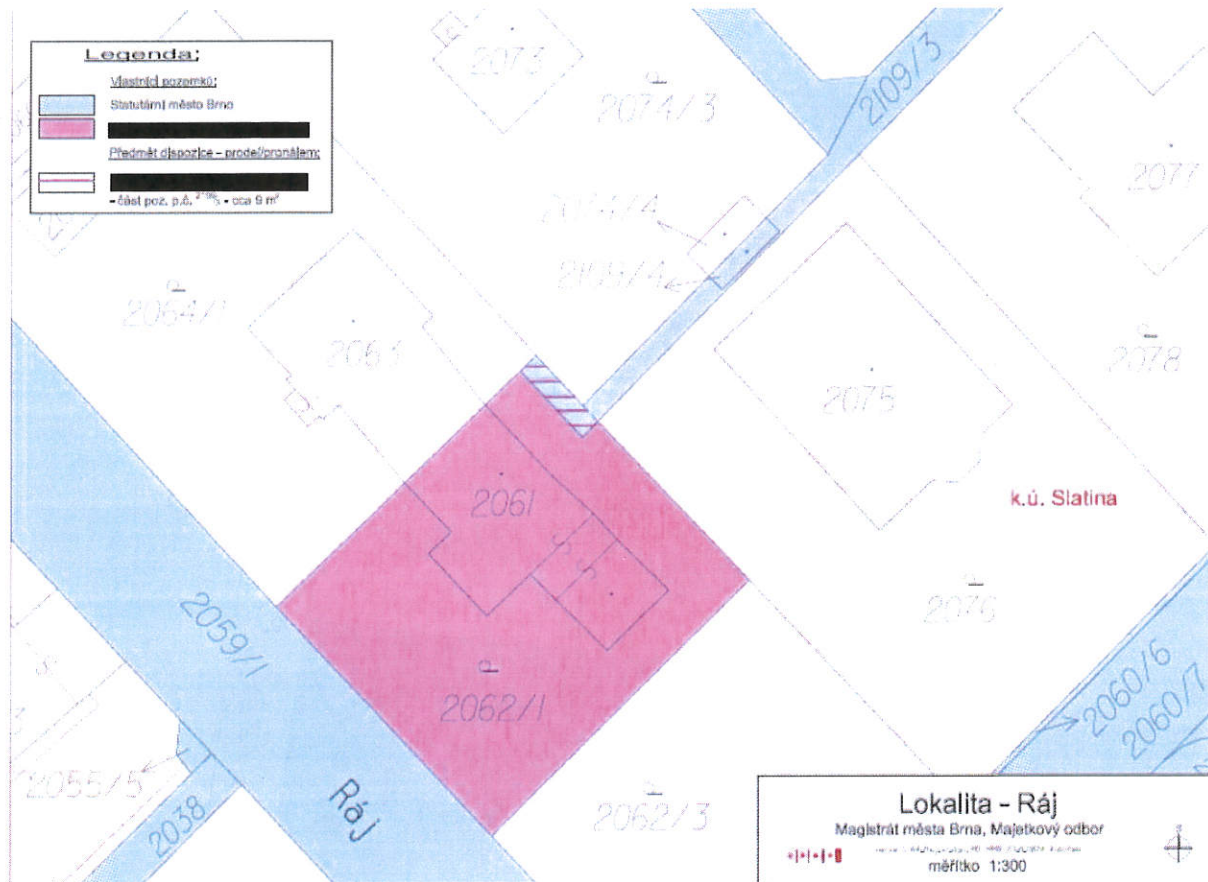 Legenda:
Vlastníci pozemků:
Statutární město Brno
Předmět dispozice - prodej/pronájem:
- část poz. p.č. - cca 9 m²
2073
2074/3
2109/3
2077
2074/4
2109/4
2064/
2063
2078
2075
2061
k.ú. Slatina
S
S
2076
2059/1
2062/1
2060/6
2060/7
2055/5
2038
Ráj
2062/3
Lokalita - Ráj
Magistrát města Brna, Majetkový odbor
měřítko 1:300